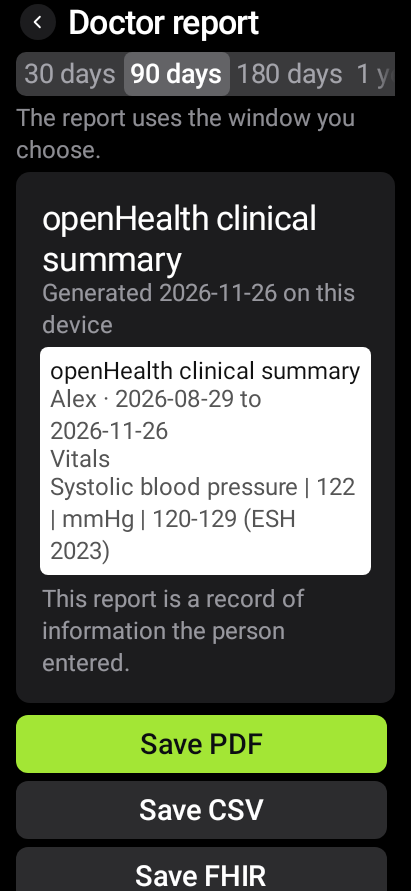 Doctor report
30 days 90 days 180 days 1
The report uses the window you
choose.
openHealth clinical
summary
Generated 2026-11-26 on this
device
openHealth clinical summary
Alex · 2026-08-29 to
2026-11-26
Vitals
Systolic blood pressure | 122
| mmHg | 120-129 (ESH
2023)
This report is a record of
information the person
entered.
Save PDF
Save CSV
Save FHIR